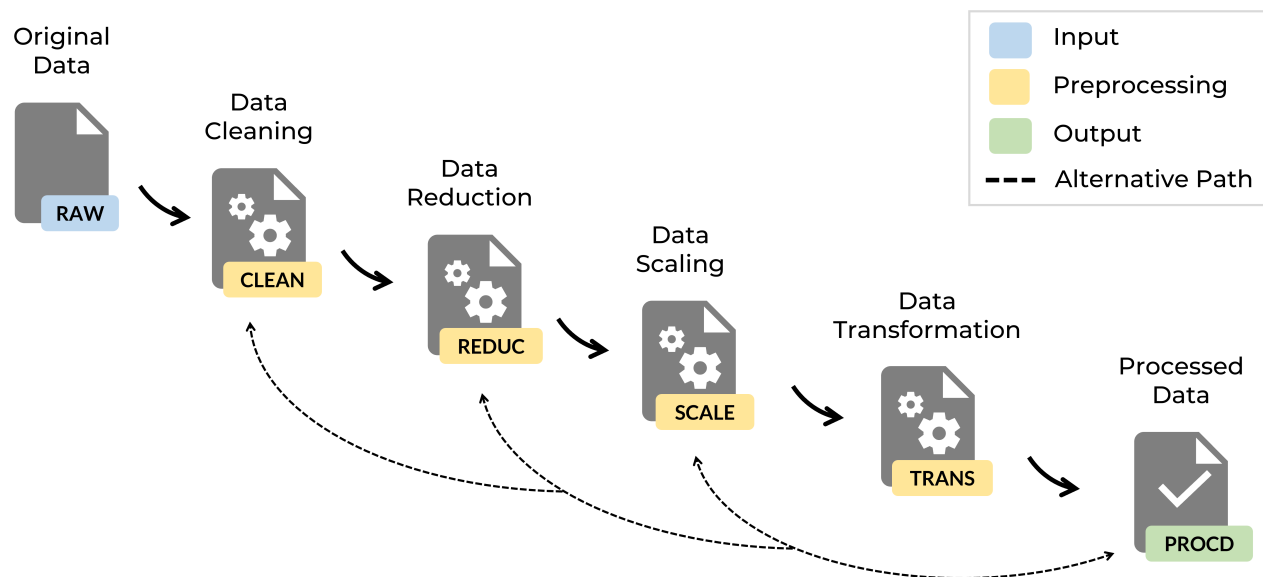 Original
Data
RAW
Data
Cleaning
CLEAN
Data
Reduction
REDUC
Data
Scaling
SCALE
Data
Transformation
TRANS
Processed
Data
PROCD
Input
Preprocessing
Output
Alternative Path